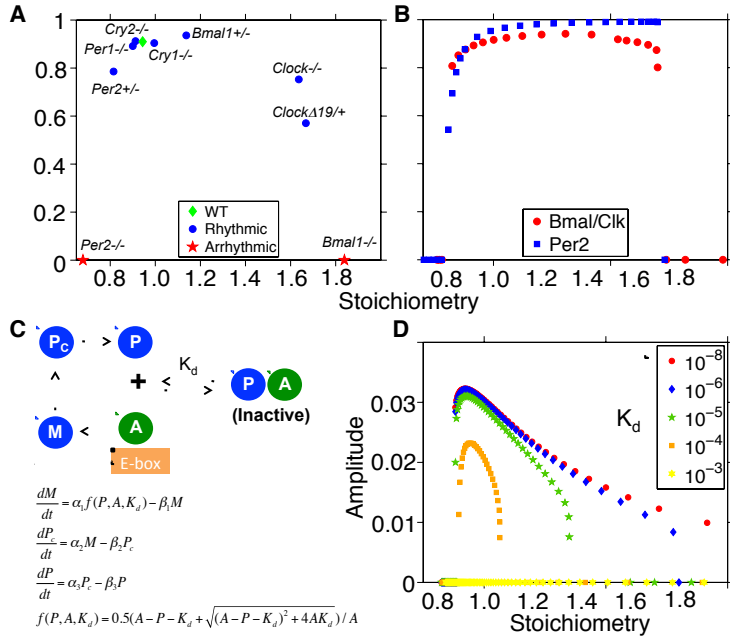 A
1
0.8
0.6
0.4
0.2
0
Cry2-/-
Per1-/-
Cry1-/-
Bmal1+/-
Per2+/-
Clock-/-
ClockΔ19/+
WT
Rhythmic
Arrhythmic
Per2-/-
Bmal1-/-
0.8 1.0 1.2 1.4 1.6 1.8
B
Bmal/Clk
Per2
0.8 1.0 1.2 1.4 1.6 1.8
Stoichiometry
C
Pc P
Kd
+
P A
(Inactive)
M A
E-box
dM/dt = α₁f(P, A, Kd) − β₁M
dPc/dt = α₂M − β₂Pc
dP/dt = α₃Pc − β₃P
f(P, A, Kd) = 0.5(A − P − Kd + √((A − P − Kd)² + 4AKd)) / A
D
Amplitude
0.03
0.02
0.01
0
Kd
10⁻⁸
10⁻⁶
10⁻⁵
10⁻⁴
10⁻³
0.8 1.0 1.2 1.4 1.6 1.8
Stoichiometry